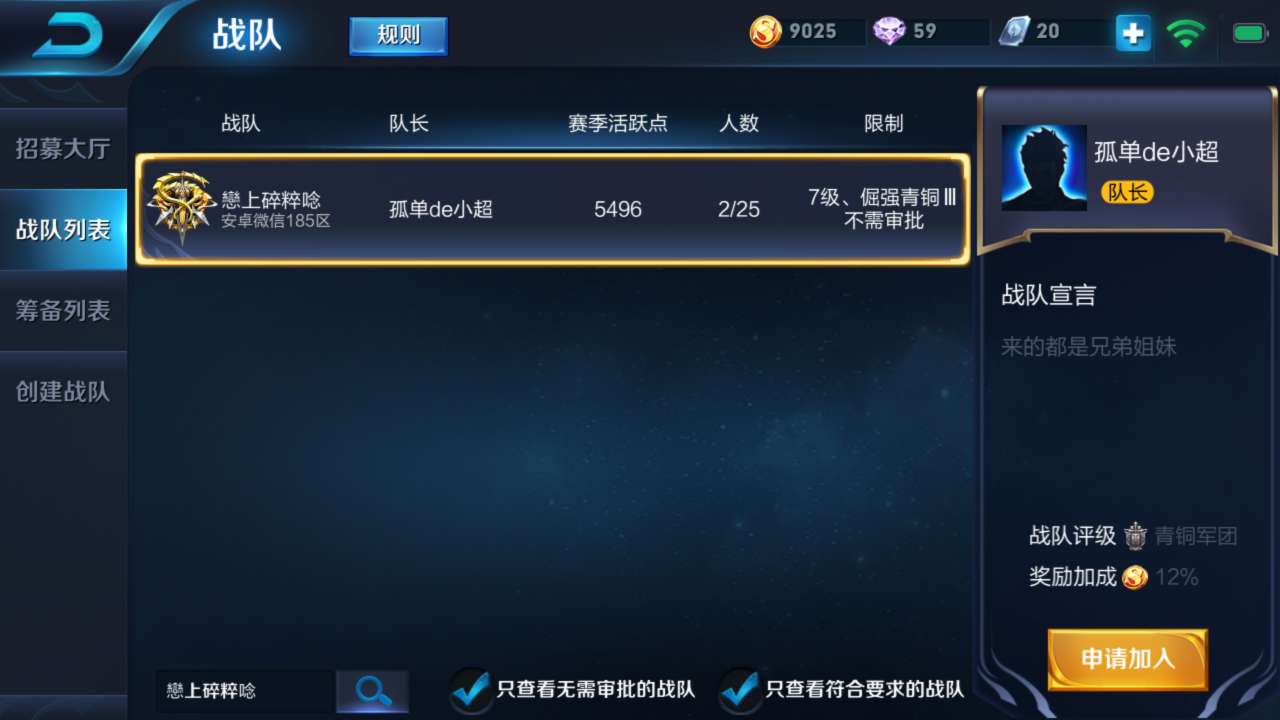 战队
规则
9025
59
20
招募大厅
战队列表
筹备列表
创建战队
战队 队长 赛季活跃点 人数 限制
戀上碎粹唸
安卓微信185区
孤单de小超
5496
2/25
7级、倔强青铜Ⅲ
不需审批
戀上碎粹唸
只查看无需审批的战队
只查看符合要求的战队
孤单de小超
队长
战队宣言
来的都是兄弟姐妹
战队评级 青铜军团
奖励加成 12%
申请加入